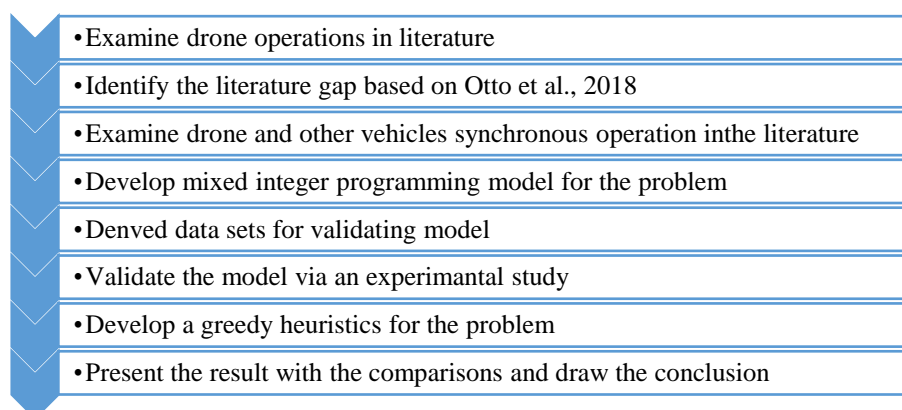 •Examine drone operations in literature
•Identify the literature gap based on Otto et al., 2018
•Examine drone and other vehicles synchronous operation inthe literature
•Develop mixed integer programming model for the problem
•Denved data sets for validating model
•Validate the model via an experimantal study
•Develop a greedy heuristics for the problem
•Present the result with the comparisons and draw the conclusion